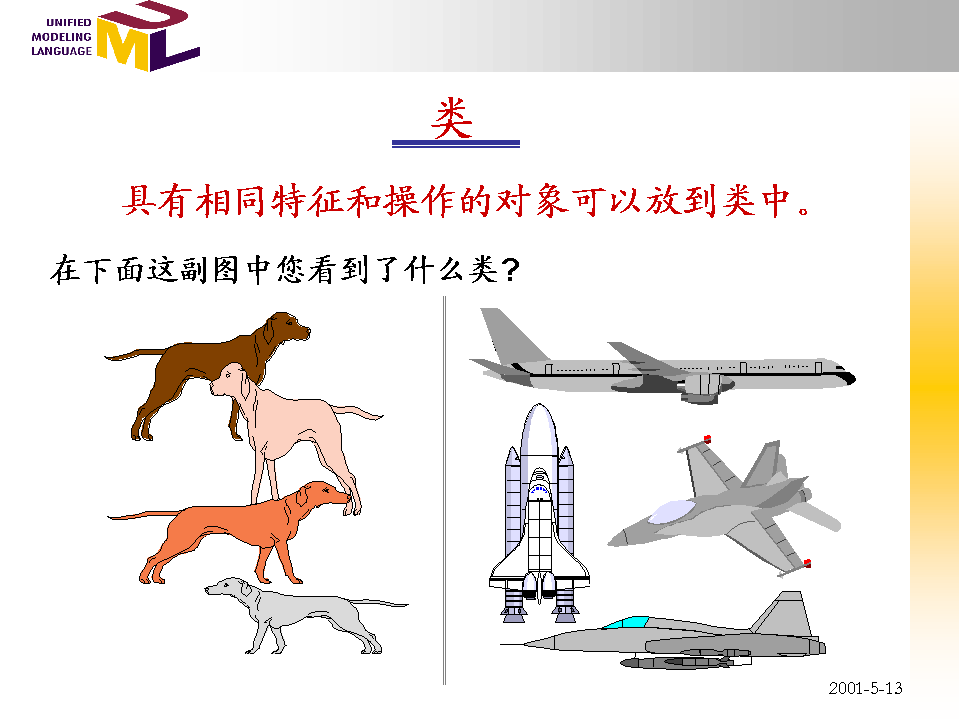 UNIFIED
MODELING
LANGUAGE
UML
类
具有相同特征和操作的对象可以放到类中。
在下面这副图中您看到了什么类?
2001-5-13